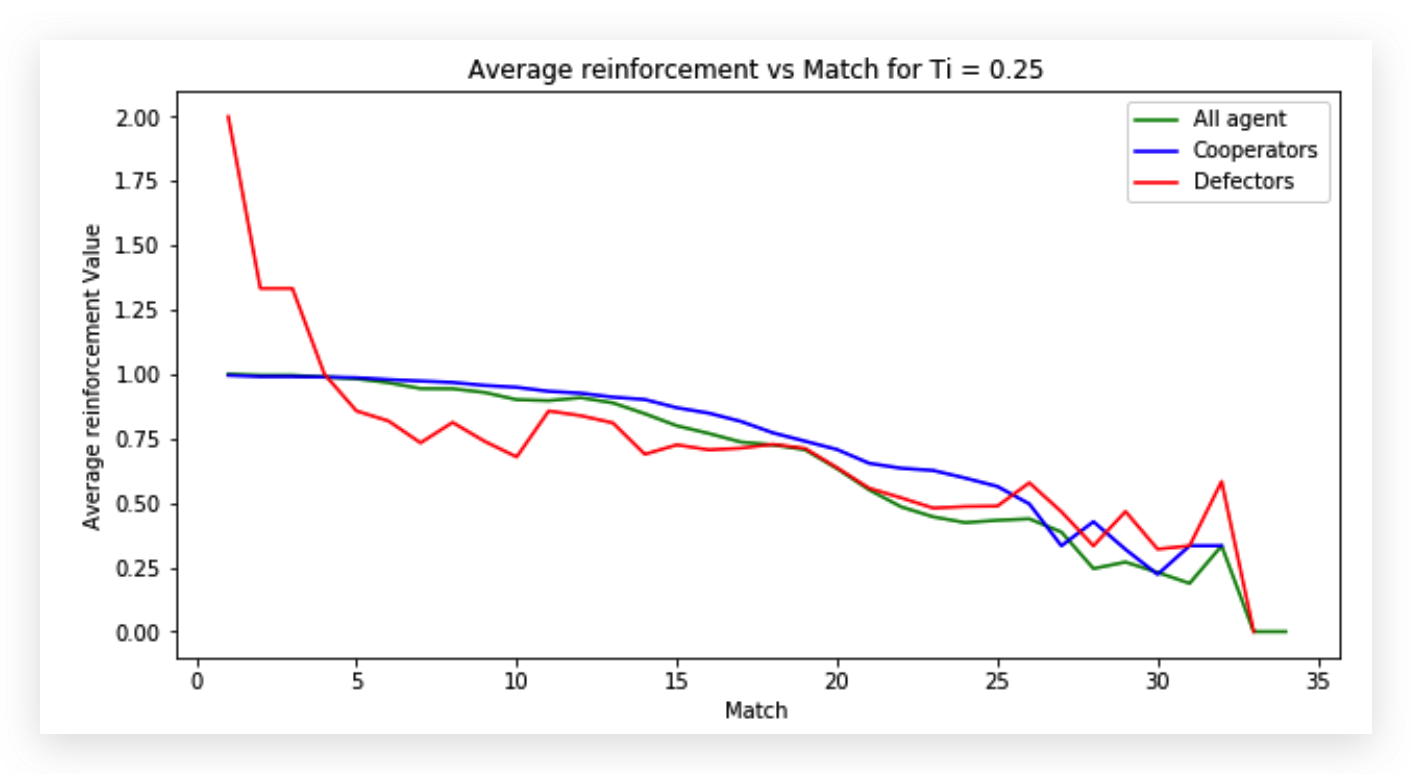 Average reinforcement vs Match for Ti = 0.25
All agent
Cooperators
Defectors
Average reinforcement Value
2.00
1.75
1.50
1.25
1.00
0.75
0.50
0.25
0.00
0 5 10 15 20 25 30 35
Match